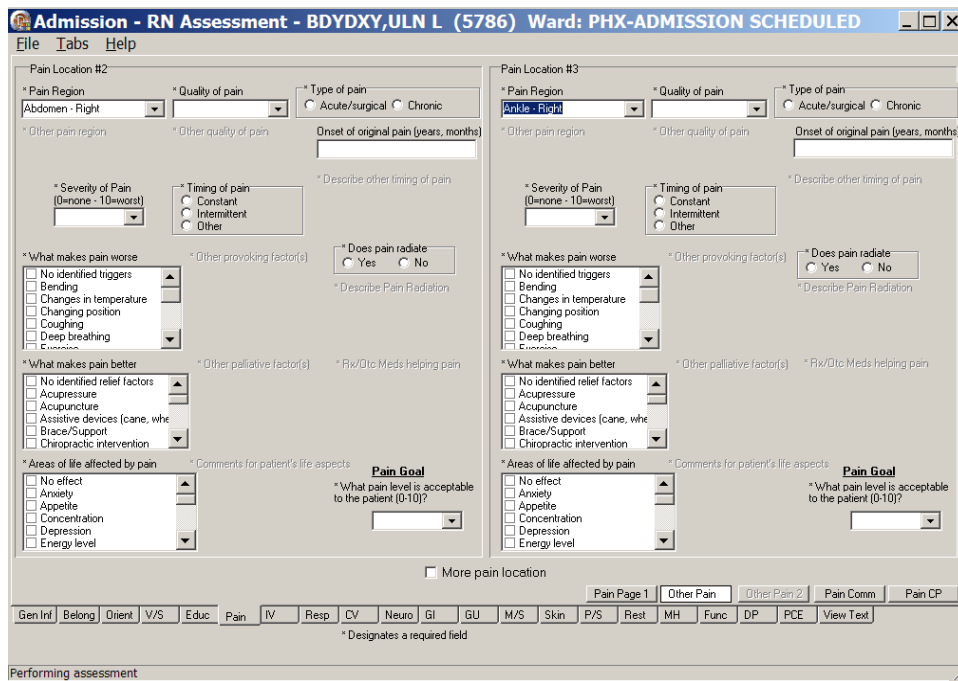 Admission - RN Assessment - BDYDXY,ULN L (5786) Ward: PHX-ADMISSION SCHEDULED
File Tabs Help
Pain Location #2
* Pain Region * Quality of pain * Type of pain
Abdomen - Right Acute/surgical Chronic
* Other pain region * Other quality of pain Onset of original pain (years, months)
* Severity of Pain
(0=none - 10=worst)
* Timing of pain
Constant
Intermittent
Other
* Describe other timing of pain
* What makes pain worse * Other provoking factor(s)
No identified triggers
Bending
Changes in temperature
Changing position
Coughing
Deep breathing
Exercise
* Does pain radiate
Yes No
* Describe Pain Radiation
* What makes pain better * Other palliative factor(s) * Rx/Otc Meds helping pain
No identified relief factors
Acupressure
Acupuncture
Assistive devices (cane, whe
Brace/Support
Chiropractic intervention
* Areas of life affected by pain * Comments for patient's life aspects
No effect
Anxiety
Appetite
Concentration
Depression
Energy level
Pain Goal
* What pain level is acceptable
to the patient (0-10)?
Pain Location #3
* Pain Region * Quality of pain * Type of pain
Ankle - Right Acute/surgical Chronic
* Other pain region * Other quality of pain Onset of original pain (years, months)
* Severity of Pain
(0=none - 10=worst)
* Timing of pain
Constant
Intermittent
Other
* Describe other timing of pain
* What makes pain worse * Other provoking factor(s)
No identified triggers
Bending
Changes in temperature
Changing position
Coughing
Deep breathing
Exercise
* Does pain radiate
Yes No
* Describe Pain Radiation
* What makes pain better * Other palliative factor(s) * Rx/Otc Meds helping pain
No identified relief factors
Acupressure
Acupuncture
Assistive devices (cane, whe
Brace/Support
Chiropractic intervention
* Areas of life affected by pain * Comments for patient's life aspects
No effect
Anxiety
Appetite
Concentration
Depression
Energy level
Pain Goal
* What pain level is acceptable
to the patient (0-10)?
More pain location
Pain Page 1 Other Pain Other Pain 2 Pain Comm Pain CP
Gen Inf Belong Orient V/S Educ Pain IV Resp CV Neuro GI GU M/S Skin P/S Rest MH Func DP PCE View Text
* Designates a required field
Performing assessment